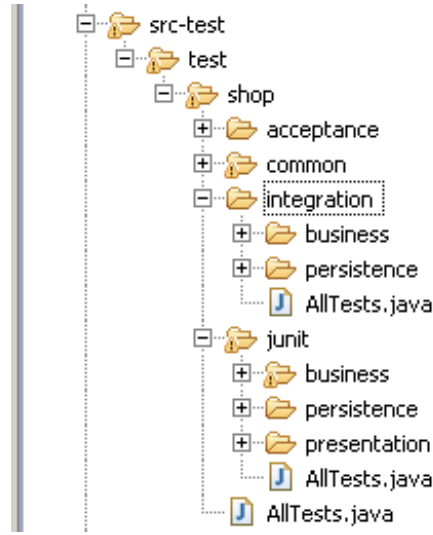 src-test
test
shop
acceptance
common
integration
business
persistence
AllTests.java
junit
business
persistence
presentation
AllTests.java
AllTests.java